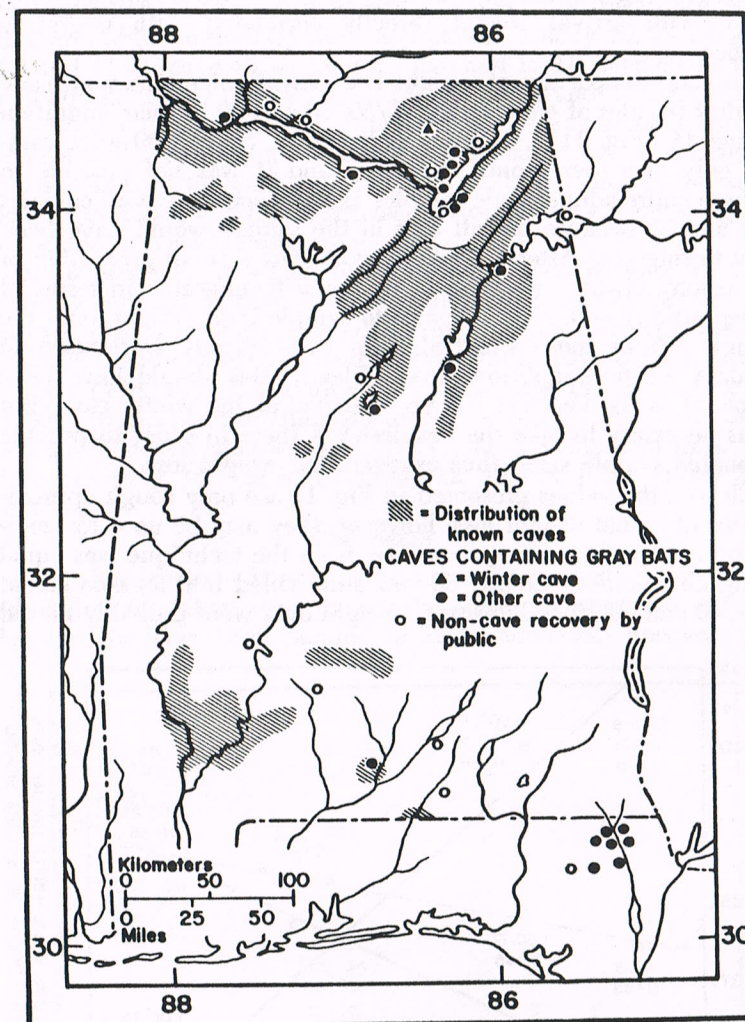 88 86
34 34
= Distribution of
known caves
CAVES CONTAINING GRAY BATS
32 32
▲ = Winter cave
● = Other cave
○ = Non-cave recovery by
public
Kilometers
0 50 100
0 25 50
Miles
30 30
88 86